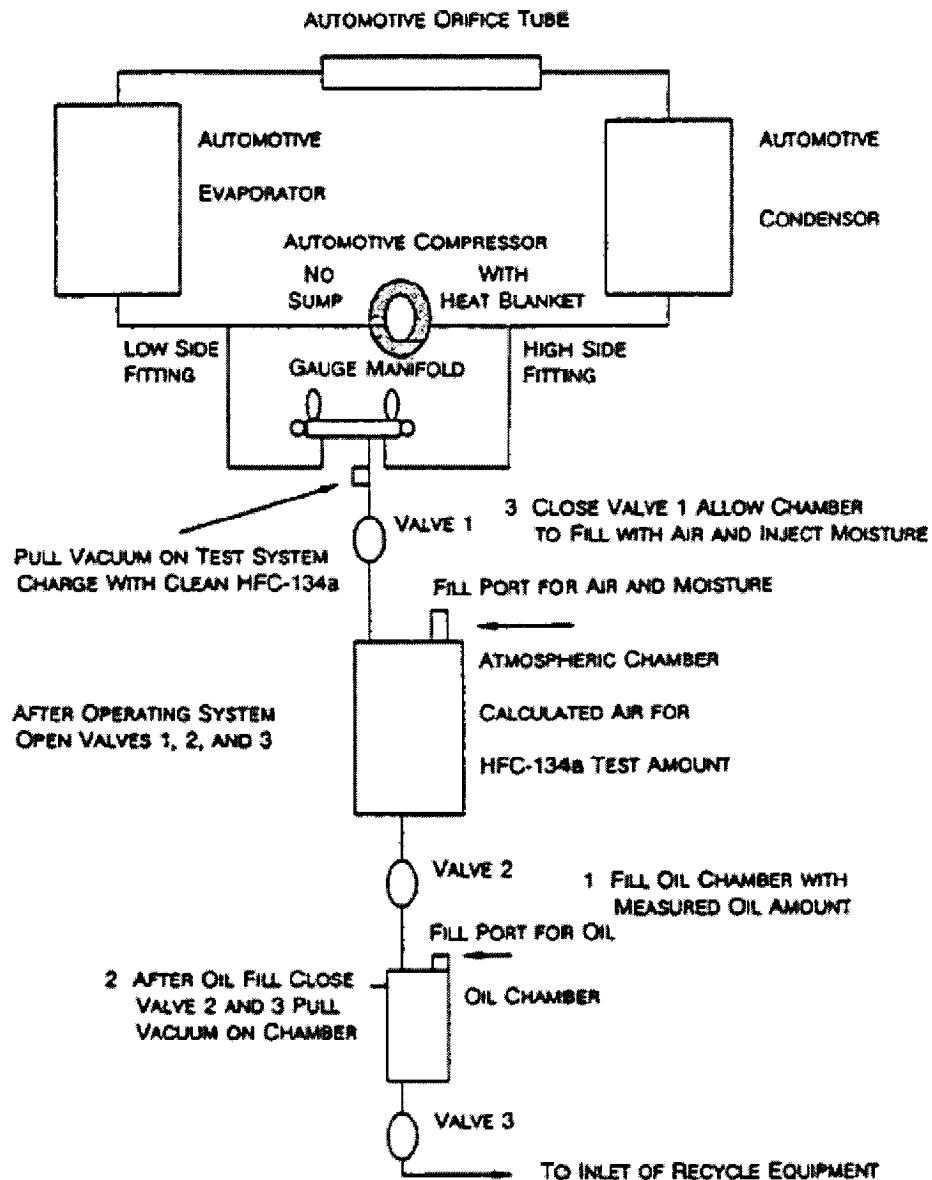 AUTOMOTIVE ORIFICE TUBE
AUTOMOTIVE
EVAPORATOR
AUTOMOTIVE
CONDENSOR
AUTOMOTIVE COMPRESSOR
NO
SUMP
WITH
HEAT BLANKET
LOW SIDE
FITTING
GAUGE MANIFOLD
HIGH SIDE
FITTING
VALVE 1
3 CLOSE VALVE 1 ALLOW CHAMBER
TO FILL WITH AIR AND INJECT MOISTURE
PULL VACUUM ON TEST SYSTEM
CHARGE WITH CLEAN HFC-134a
FILL PORT FOR AIR AND MOISTURE
ATMOSPHERIC CHAMBER
CALCULATED AIR FOR
HFC-134a TEST AMOUNT
AFTER OPERATING SYSTEM
OPEN VALVES 1, 2, AND 3
VALVE 2
1 FILL OIL CHAMBER WITH
MEASURED OIL AMOUNT
FILL PORT FOR OIL
2 AFTER OIL FILL CLOSE
VALVE 2 AND 3 PULL
VACUUM ON CHAMBER
OIL CHAMBER
VALVE 3
TO INLET OF RECYCLE EQUIPMENT